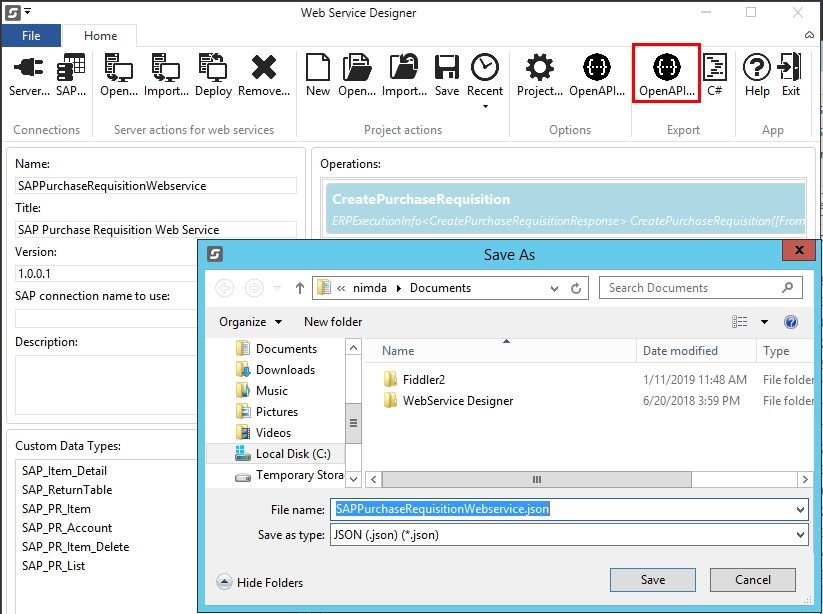 Web Service Designer
File Home
Server... SAP... Open... Import... Deploy Remove... New Open... Import... Save Recent Project... OpenAPI... OpenAPI... C# Help Exit
Connections Server actions for web services Project actions Options Export App
Name:
SAPPurchaseRequisitionWebservice
Title:
SAP Purchase Requisition Web Service
Version:
1.0.0.1
SAP connection name to use:
Description:
Custom Data Types:
SAP_Item_Detail
SAP_ReturnTable
SAP_PR_Item
SAP_PR_Account
SAP_PR_Item_Delete
SAP_PR_List
Operations:
CreatePurchaseRequisition
ERPExecutionInfo<CreatePurchaseRequisitionResponse> CreatePurchaseRequisition([From
Save As
« nimda Documents
Search Documents
Organize New folder
Documents
Downloads
Music
Pictures
Videos
Local Disk (C:)
Temporary Stora
Name Date modified Type
Fiddler2 1/11/2019 11:48 AM File folder
WebService Designer 6/20/2018 3:59 PM File folder
File name: SAPPurchaseRequisitionWebservice.json
Save as type: JSON (.json) (*.json)
Hide Folders Save Cancel